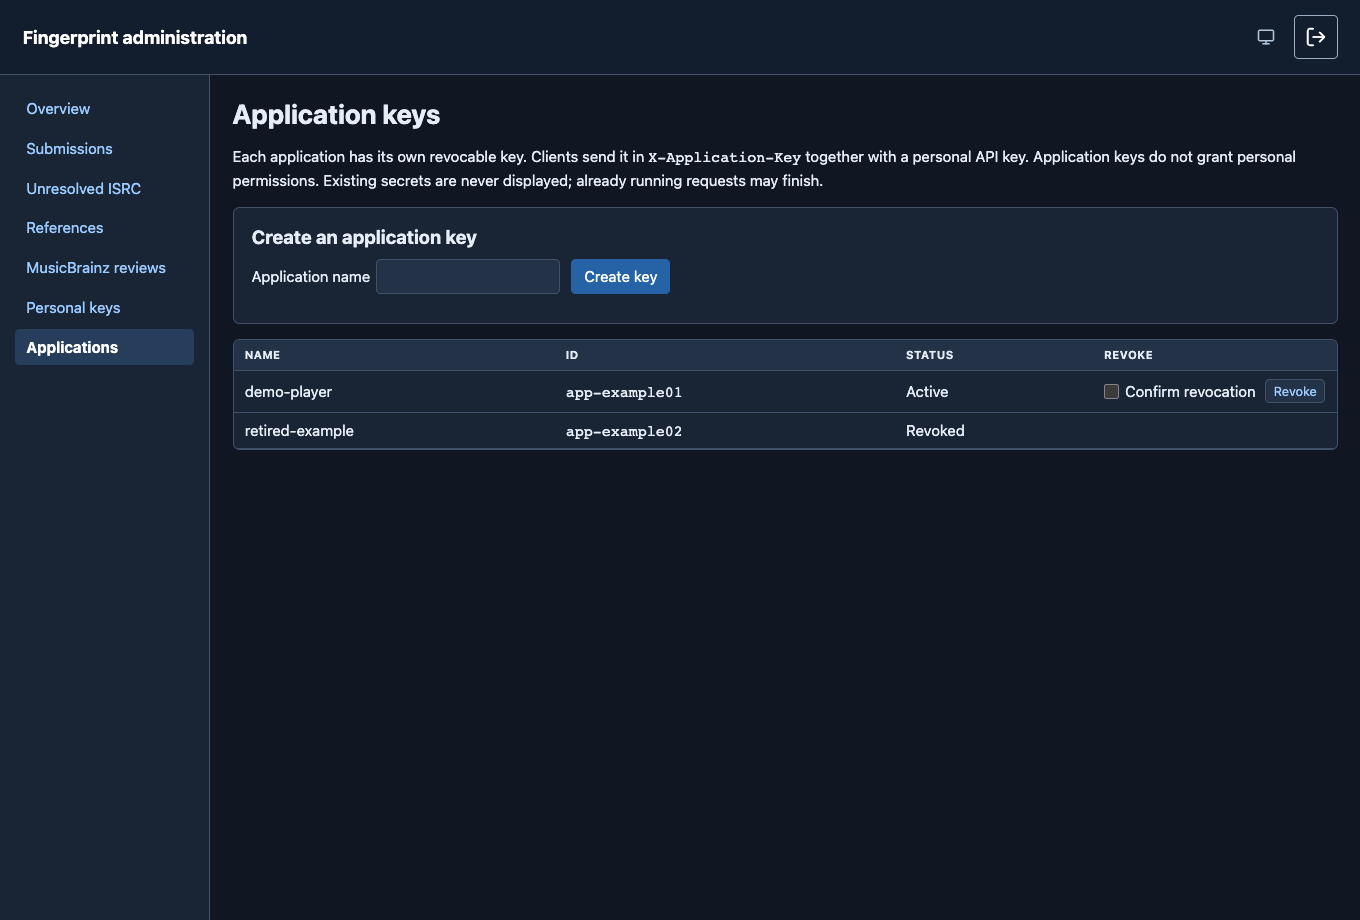 Fingerprint administration
Overview
Submissions
Unresolved ISRC
References
MusicBrainz reviews
Personal keys
Applications
Application keys
Each application has its own revocable key. Clients send it in X-Application-Key together with a personal API key. Application keys do not grant personal
permissions. Existing secrets are never displayed; already running requests may finish.
Create an application key
Application name
Create key
NAME ID STATUS REVOKE
demo-player app-example01 Active Confirm revocation Revoke
retired-example app-example02 Revoked